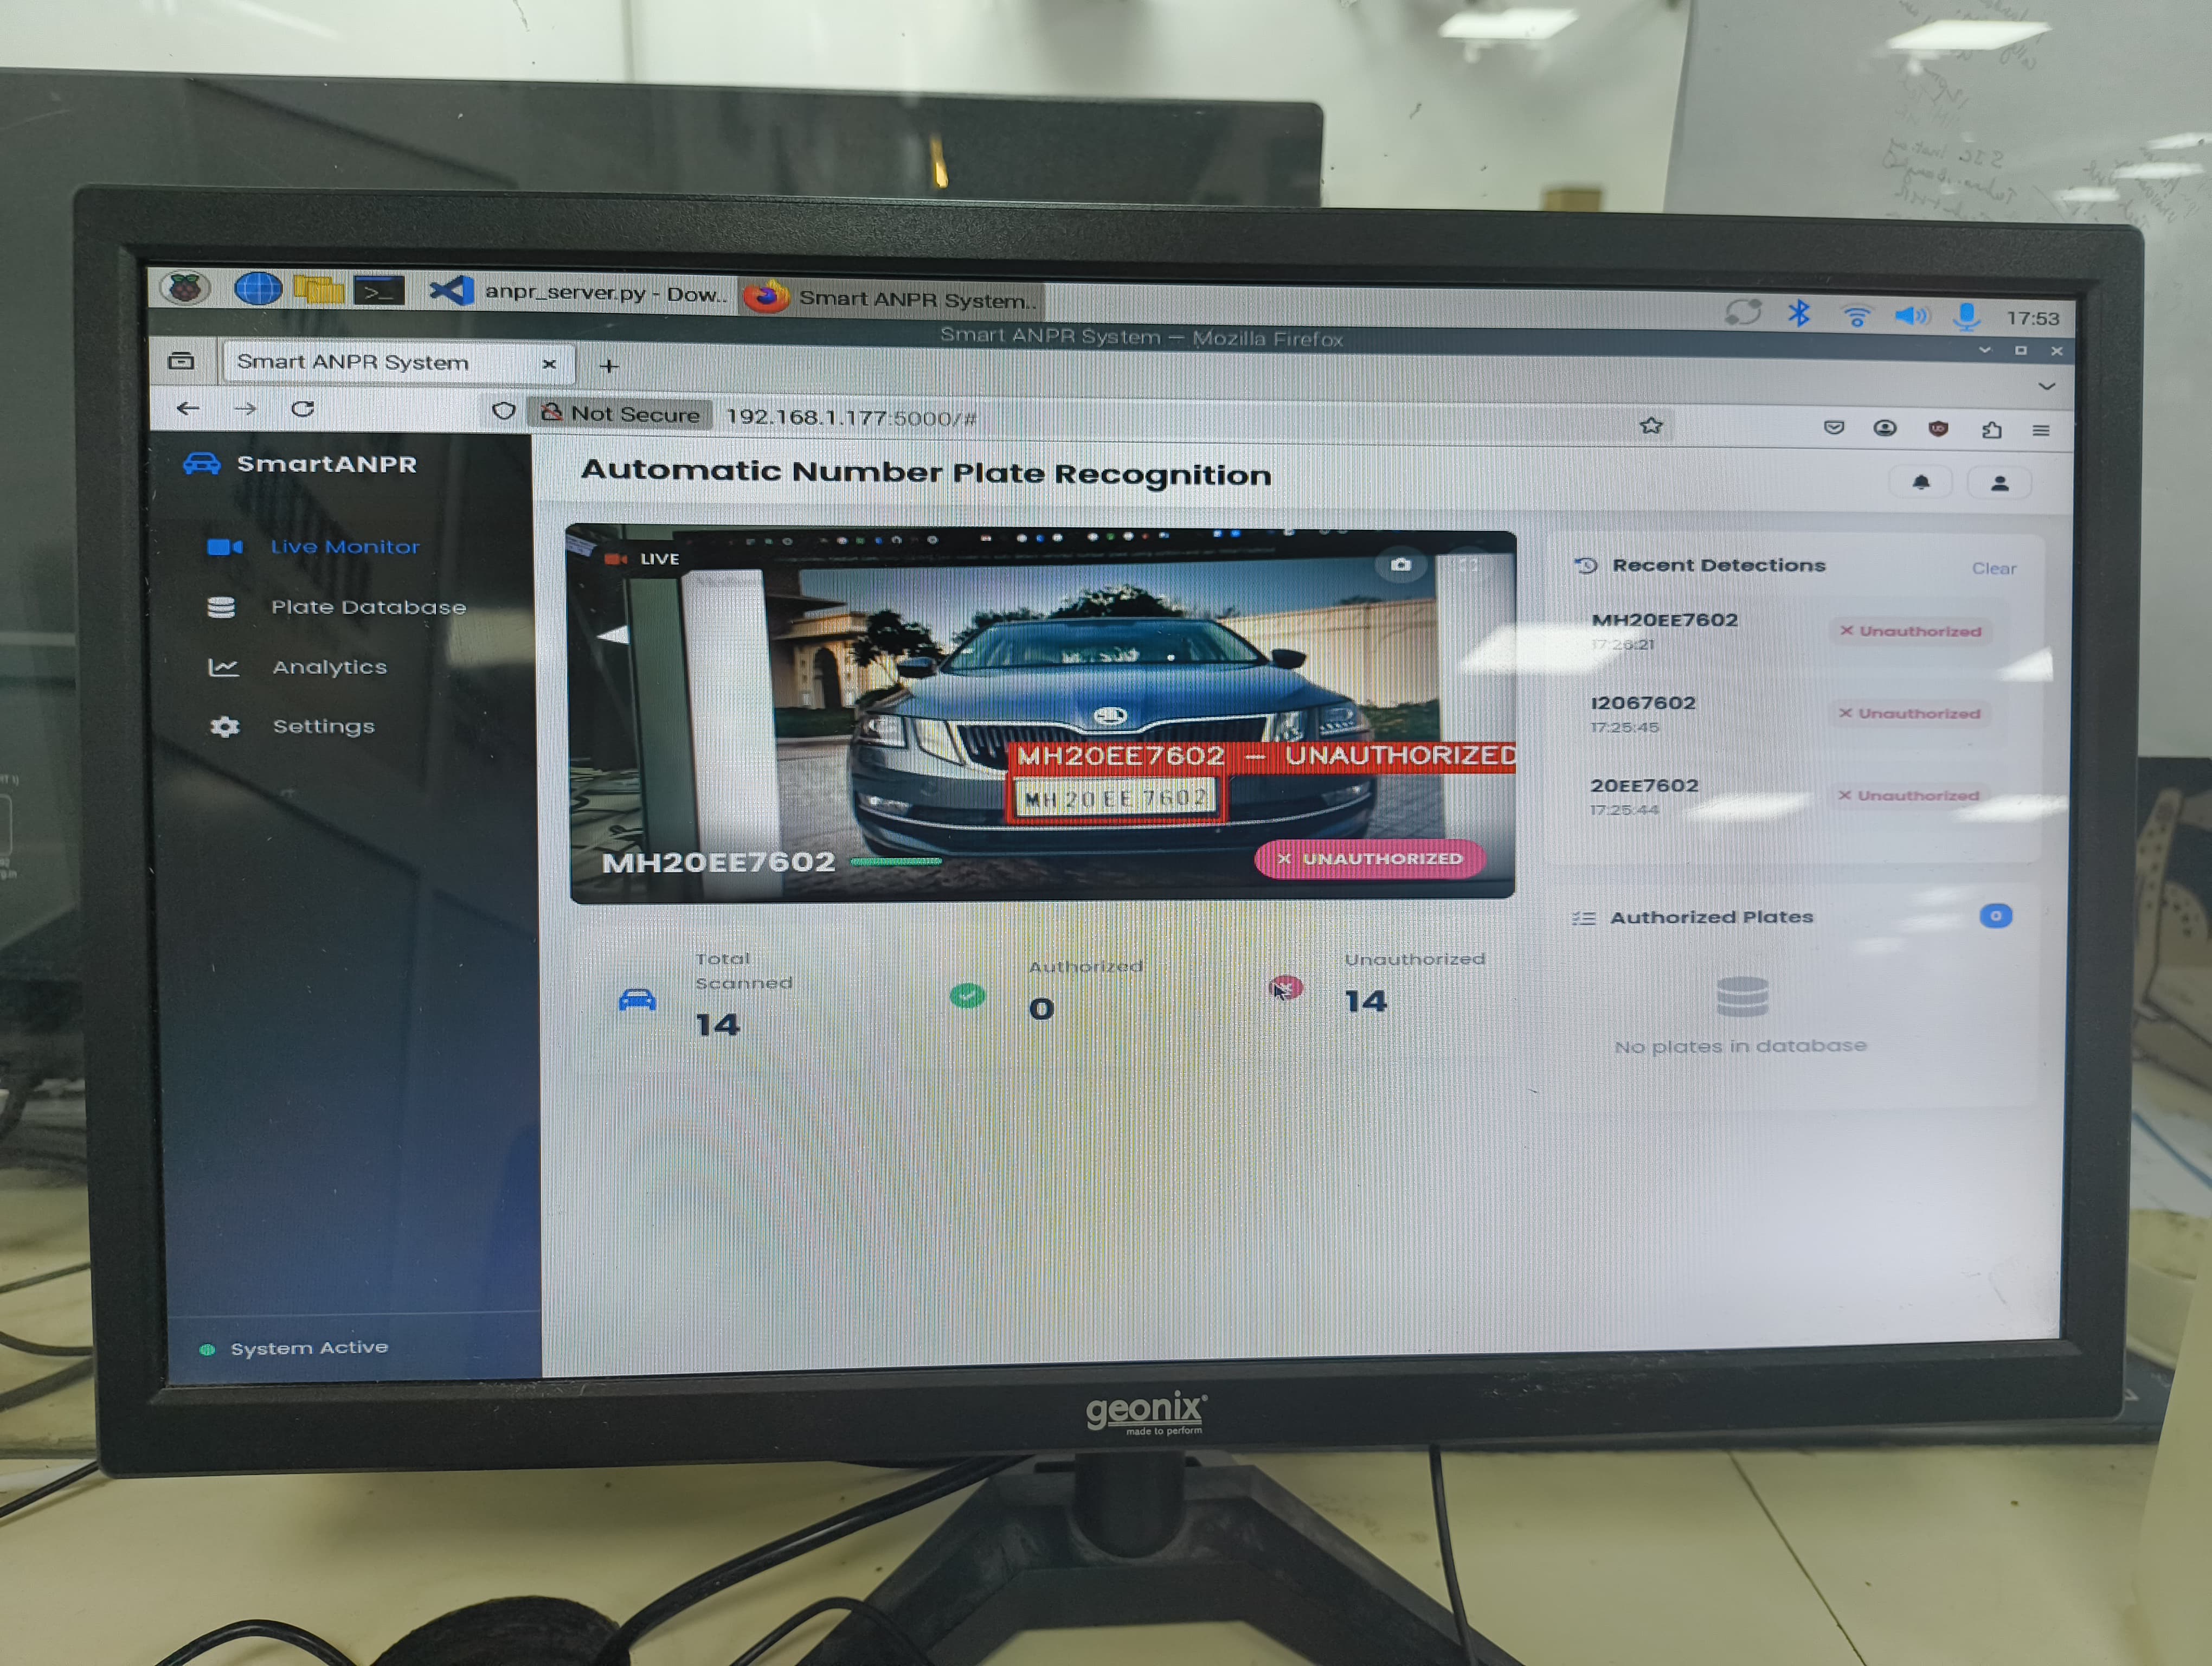 anpr_server.py - Dow..
Smart ANPR System..
17:53
Smart ANPR System — Mozilla Firefox
Smart ANPR System
Not Secure
192.168.1.177:5000/#
SmartANPR
Live Monitor
Plate Database
Analytics
Settings
System Active
Automatic Number Plate Recognition
LIVE
MH20EE7602 — UNAUTHORIZED
MH 20 EE 7602
MH20EE7602
UNAUTHORIZED
Total
Scanned
14
Authorized
0
Unauthorized
14
Recent Detections
Clear
MH20EE7602
Unauthorized
17:26:21
I2067602
Unauthorized
17:25:45
20EE7602
Unauthorized
17:25:44
Authorized Plates
0
No plates in database
geonix
made to perform